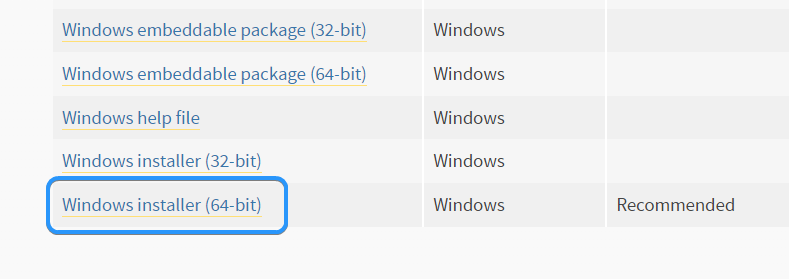 Windows embeddable package (32-bit) Windows
Windows embeddable package (64-bit) Windows
Windows help file Windows
Windows installer (32-bit) Windows
Windows installer (64-bit) Windows Recommended